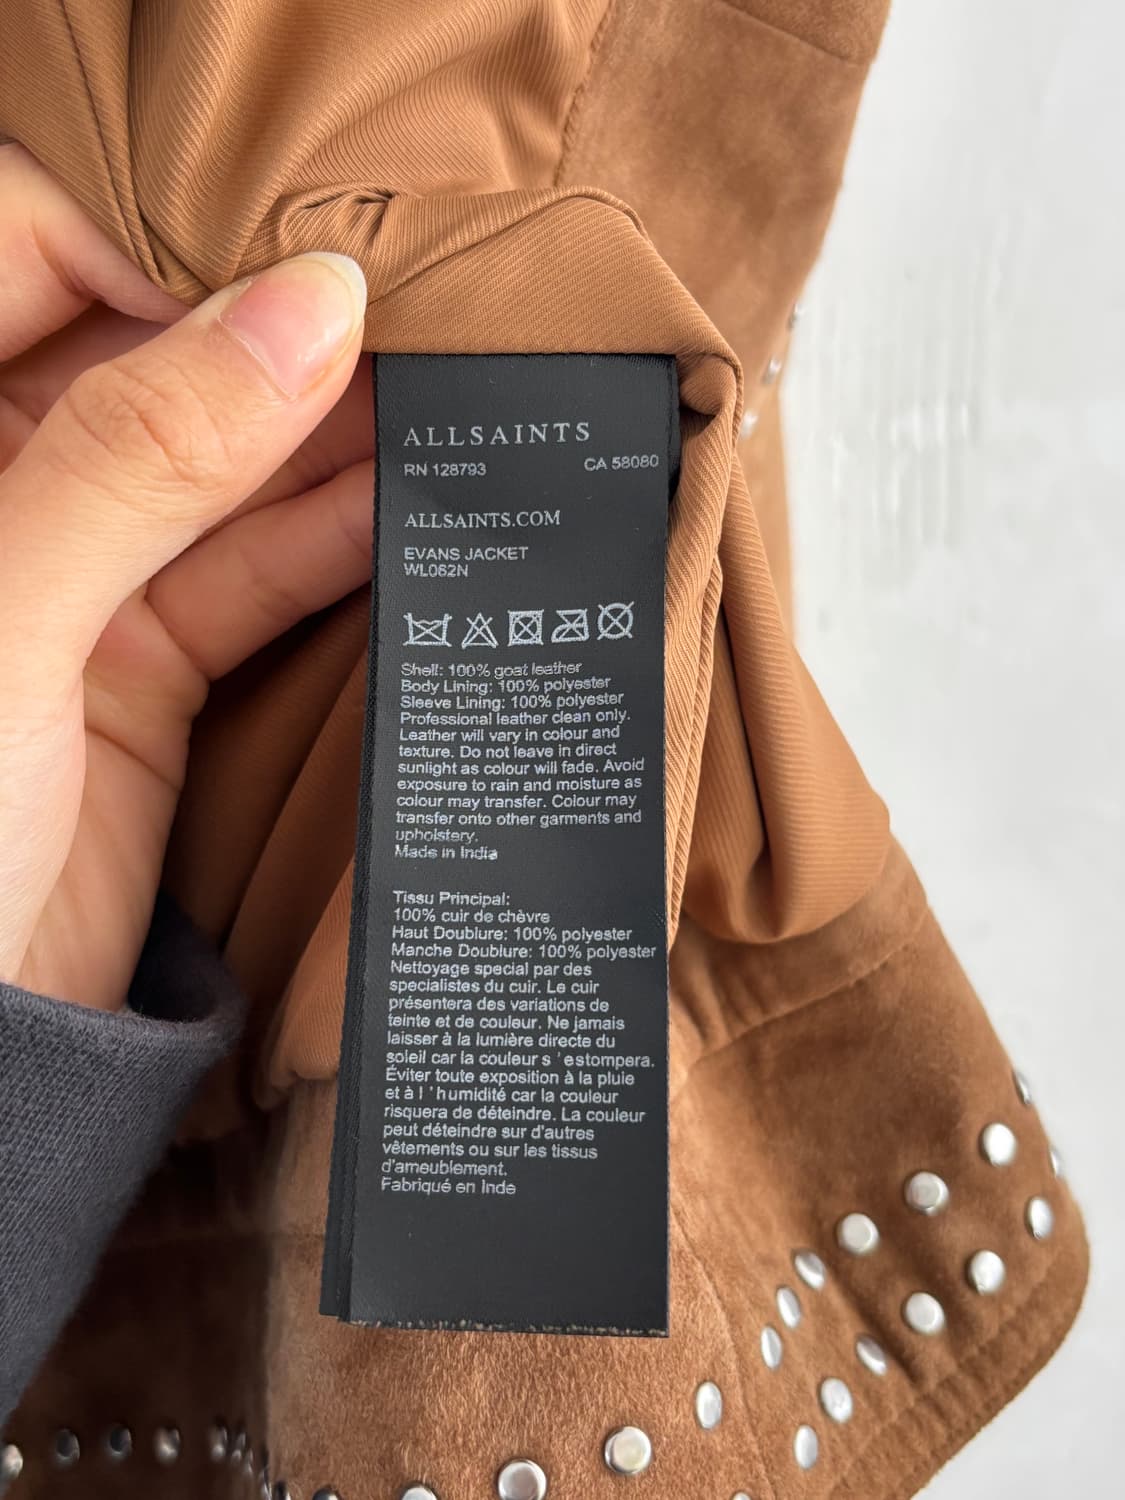 ALLSAINTS
RN 128793 CA 58080
ALLSAINTS.COM
EVANS JACKET
WL062N
Shell: 100% goat leather
Body Lining: 100% polyester
Sleeve Lining: 100% polyester
Professional leather clean only.
Leather will vary in colour and
texture. Do not leave in direct
sunlight as colour will fade. Avoid
exposure to rain and moisture as
colour may transfer. Colour may
transfer onto other garments and
upholstery.
Made in India
Tissu Principal:
100% cuir de chèvre
Haut Doublure: 100% polyester
Manche Doublure: 100% polyester
Nettoyage special par des
specialistes du cuir. Le cuir
présentera des variations de
teinte et de couleur. Ne jamais
laisser à la lumière directe du
soleil car la couleur s 'estompera.
Éviter toute exposition à la pluie
et à l 'humidité car la couleur
risquera de déteindre. La couleur
peut déteindre sur d'autres
vêtements ou sur les tissus
d'ameublement.
Fabriqué en Inde